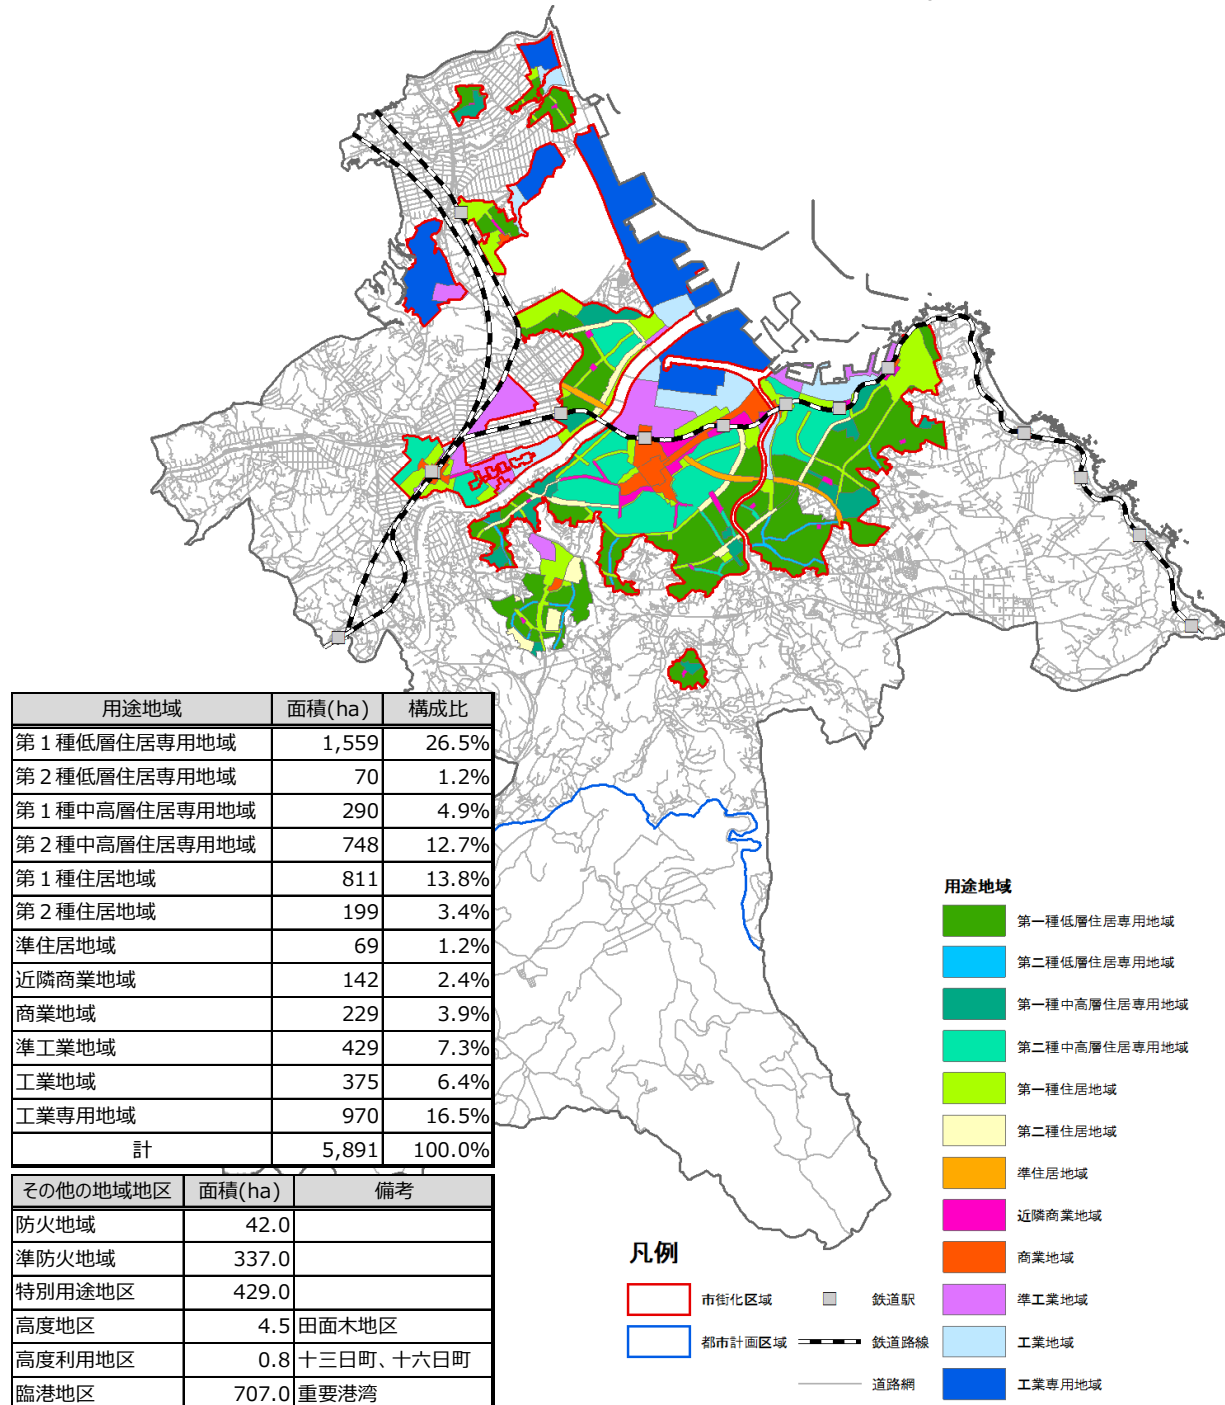 用途地域 面積(ha) 構成比
第１種低層住居専用地域 1,559 26.5%
第２種低層住居専用地域 70 1.2%
第１種中高層住居専用地域 290 4.9%
第２種中高層住居専用地域 748 12.7%
第１種住居地域 811 13.8%
第２種住居地域 199 3.4%
準住居地域 69 1.2%
近隣商業地域 142 2.4%
商業地域 229 3.9%
準工業地域 429 7.3%
工業地域 375 6.4%
工業専用地域 970 16.5%
計 5,891 100.0%
その他の地域地区 面積(ha) 備考
防火地域 42.0
準防火地域 337.0
特別用途地区 429.0
高度地区 4.5 田面木地区
高度利用地区 0.8 十三日町、十六日町
臨港地区 707.0 重要港湾
凡例
市街化区域 鉄道駅
都市計画区域 鉄道路線
道路網
用途地域
第一種低層住居専用地域
第二種低層住居専用地域
第一種中高層住居専用地域
第二種中高層住居専用地域
第一種住居地域
第二種住居地域
準住居地域
近隣商業地域
商業地域
準工業地域
工業地域
工業専用地域